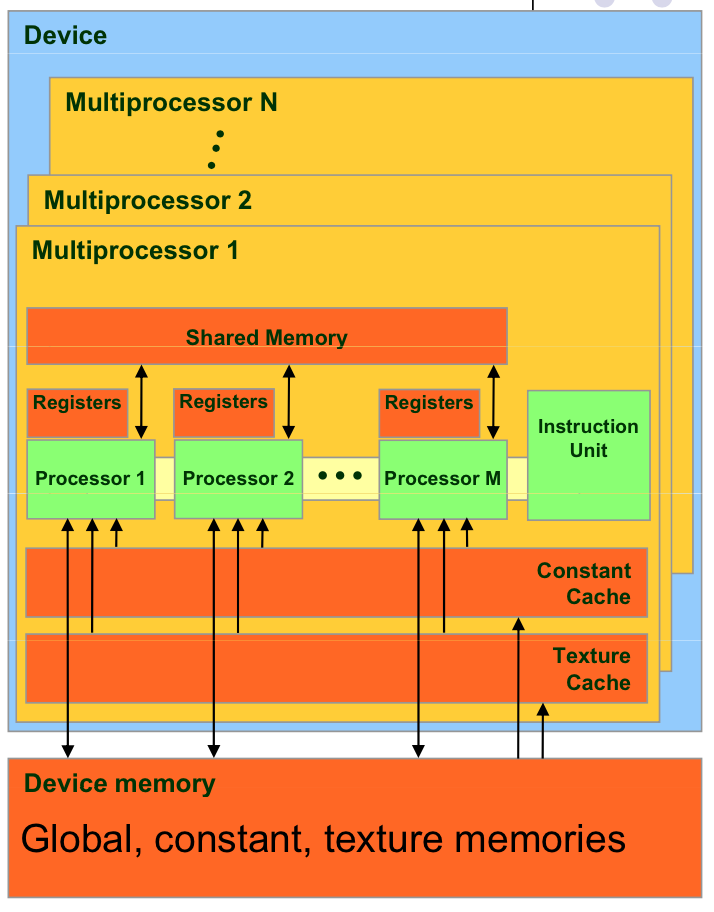 Device
Multiprocessor N
Multiprocessor 2
Multiprocessor 1
Shared Memory
Registers
Registers
Registers
Instruction
Unit
Processor 1
Processor 2
Processor M
Constant
Cache
Texture
Cache
Device memory
Global, constant, texture memories